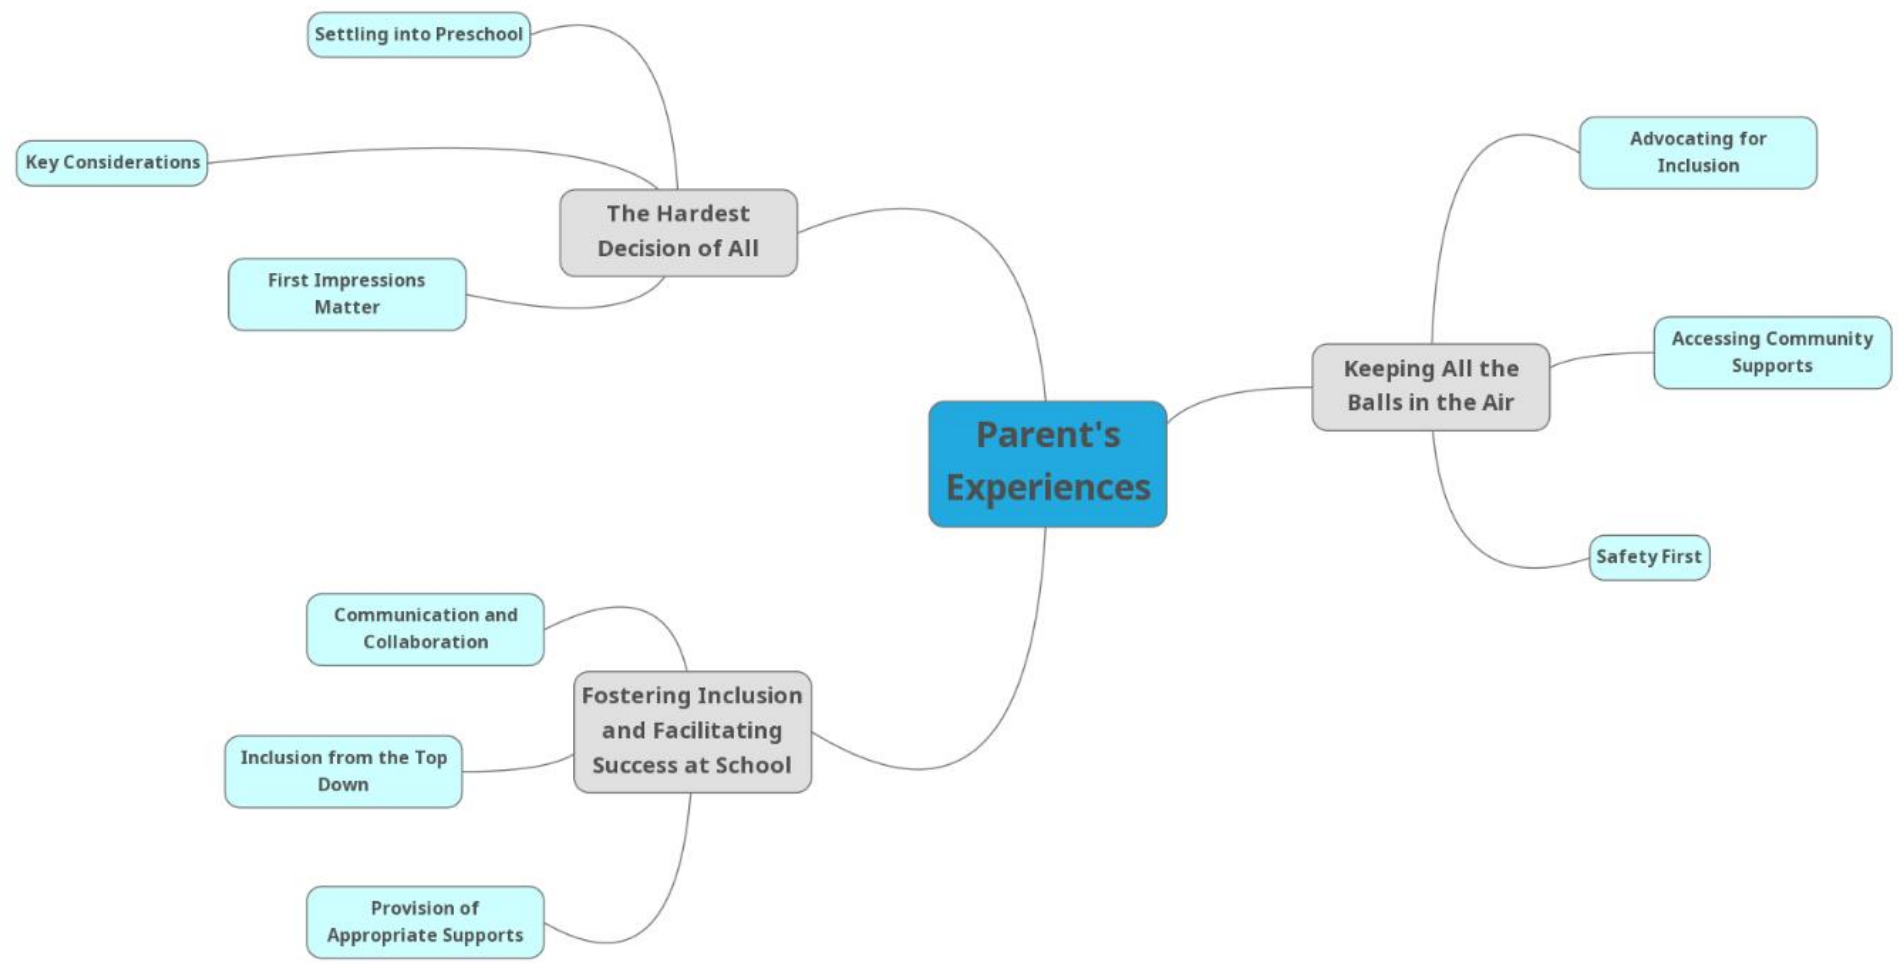 Settling into Preschool
Key Considerations
The Hardest
Decision of All
First Impressions
Matter
Advocating for
Inclusion
Accessing Community
Supports
Keeping All the
Balls in the Air
Safety First
Parent's
Experiences
Communication and
Collaboration
Fostering Inclusion
and Facilitating
Success at School
Inclusion from the Top
Down
Provision of
Appropriate Supports